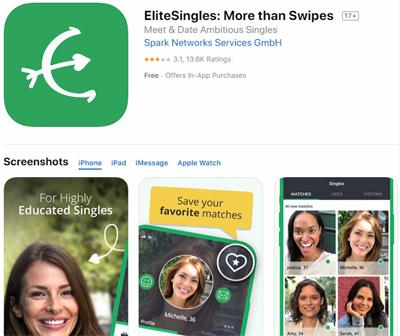 EliteSingles: More than Swipes 17+
Meet & Date Ambitious Singles
Spark Networks Services GmbH
3.1, 13.6K Ratings
Free · Offers In-App Purchases
Screenshots iPhone iPad iMessage Apple Watch
For Highly
Educated Singles
Save your
favorite matches
Michelle, 36
Profile
Singles
MATCHES LIKES VISITORS
Jessica, 37
Michelle, 36
Amy, 34
Sarah, 41